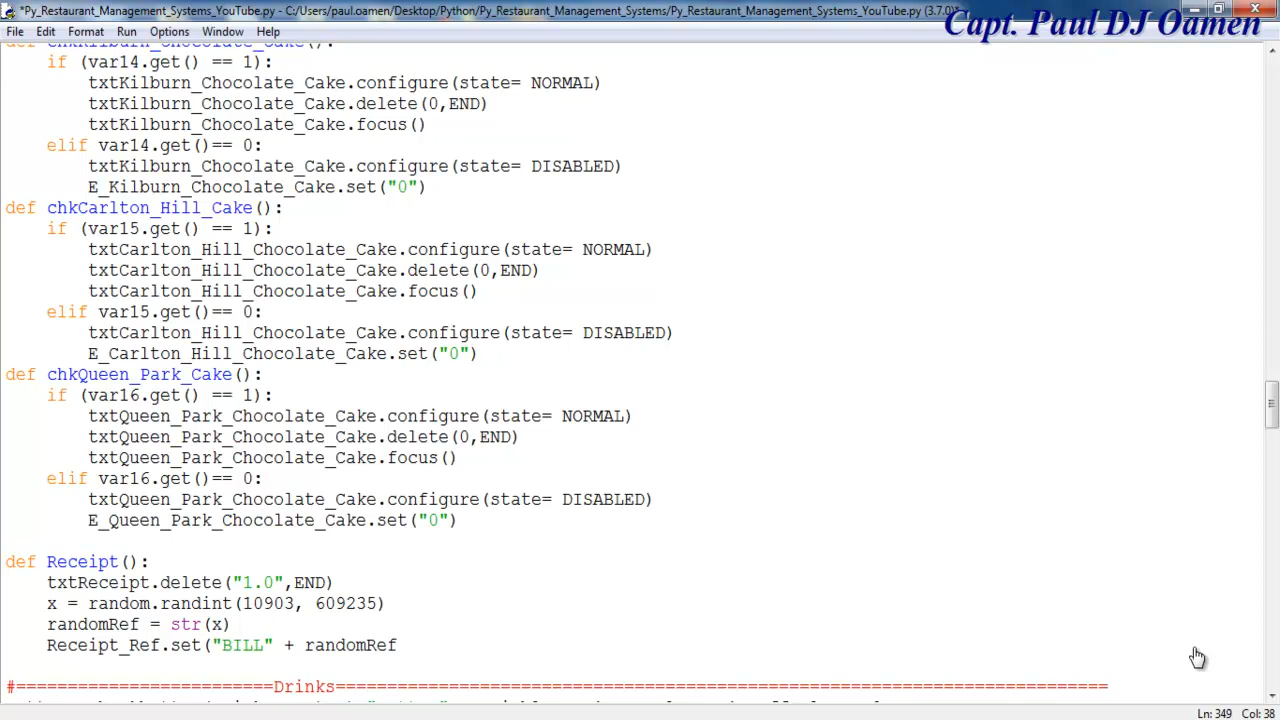 *Py_Restaurant_Management_Systems_YouTube.py - C:/Users/paul.oamen/Desktop/Python/Py_Restaurant_Management_Systems/Py_Restaurant_Management_Systems_YouTube.py (3.7.0)*
Capt. Paul DJ Oamen
File Edit Format Run Options Window Help
def chkKilburn_Chocolate_Cake():
    if (var14.get() == 1):
        txtKilburn_Chocolate_Cake.configure(state= NORMAL)
        txtKilburn_Chocolate_Cake.delete(0,END)
        txtKilburn_Chocolate_Cake.focus()
    elif var14.get()== 0:
        txtKilburn_Chocolate_Cake.configure(state= DISABLED)
        E_Kilburn_Chocolate_Cake.set("0")
def chkCarlton_Hill_Cake():
    if (var15.get() == 1):
        txtCarlton_Hill_Chocolate_Cake.configure(state= NORMAL)
        txtCarlton_Hill_Chocolate_Cake.delete(0,END)
        txtCarlton_Hill_Chocolate_Cake.focus()
    elif var15.get()== 0:
        txtCarlton_Hill_Chocolate_Cake.configure(state= DISABLED)
        E_Carlton_Hill_Chocolate_Cake.set("0")
def chkQueen_Park_Cake():
    if (var16.get() == 1):
        txtQueen_Park_Chocolate_Cake.configure(state= NORMAL)
        txtQueen_Park_Chocolate_Cake.delete(0,END)
        txtQueen_Park_Chocolate_Cake.focus()
    elif var16.get()== 0:
        txtQueen_Park_Chocolate_Cake.configure(state= DISABLED)
        E_Queen_Park_Chocolate_Cake.set("0")
def Receipt():
    txtReceipt.delete("1.0",END)
    x = random.randint(10903, 609235)
    randomRef = str(x)
    Receipt_Ref.set("BILL" + randomRef
#=========================Drinks===========================================================================
Ln: 349 Col: 38